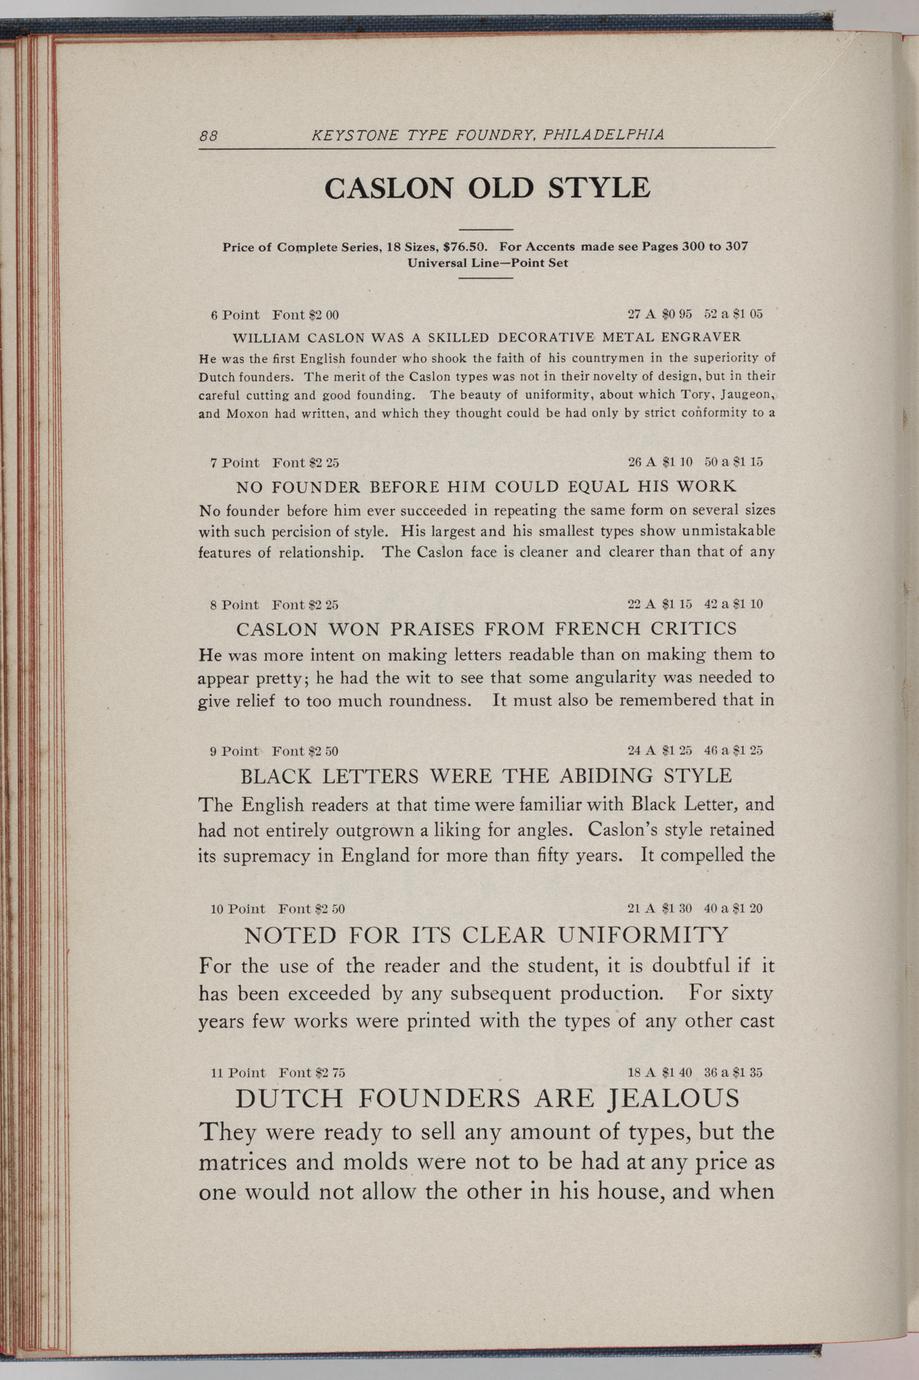 88 KEYSTONE TYPE FOUNDRY, PHILADELPHIA
CASLON OLD STYLE
Price of Complete Series, 18 Sizes, $76.50. For Accents made see Pages 300 to 307
Universal Line—Point Set
6 Point Font $2 00 27 A $0 95 52 a $1 05
WILLIAM CASLON WAS A SKILLED DECORATIVE METAL ENGRAVER
He was the first English founder who shook the faith of his countrymen in the superiority of
Dutch founders. The merit of the Caslon types was not in their novelty of design, but in their
careful cutting and good founding. The beauty of uniformity, about which Tory, Jaugeon,
and Moxon had written, and which they thought could be had only by strict conformity to a
7 Point Font $2 25 26 A $1 10 50 a $1 15
NO FOUNDER BEFORE HIM COULD EQUAL HIS WORK
No founder before him ever succeeded in repeating the same form on several sizes
with such percision of style. His largest and his smallest types show unmistakable
features of relationship. The Caslon face is cleaner and clearer than that of any
8 Point Font $2 25 22 A $1 15 42 a $1 10
CASLON WON PRAISES FROM FRENCH CRITICS
He was more intent on making letters readable than on making them to
appear pretty; he had the wit to see that some angularity was needed to
give relief to too much roundness. It must also be remembered that in
9 Point Font $2 50 24 A $1 25 46 a $1 25
BLACK LETTERS WERE THE ABIDING STYLE
The English readers at that time were familiar with Black Letter, and
had not entirely outgrown a liking for angles. Caslon's style retained
its supremacy in England for more than fifty years. It compelled the
10 Point Font $2 50 21 A $1 30 40 a $1 20
NOTED FOR ITS CLEAR UNIFORMITY
For the use of the reader and the student, it is doubtful if it
has been exceeded by any subsequent production. For sixty
years few works were printed with the types of any other cast
11 Point Font $2 75 18 A $1 40 36 a $1 35
DUTCH FOUNDERS ARE JEALOUS
They were ready to sell any amount of types, but the
matrices and molds were not to be had at any price as
one would not allow the other in his house, and when